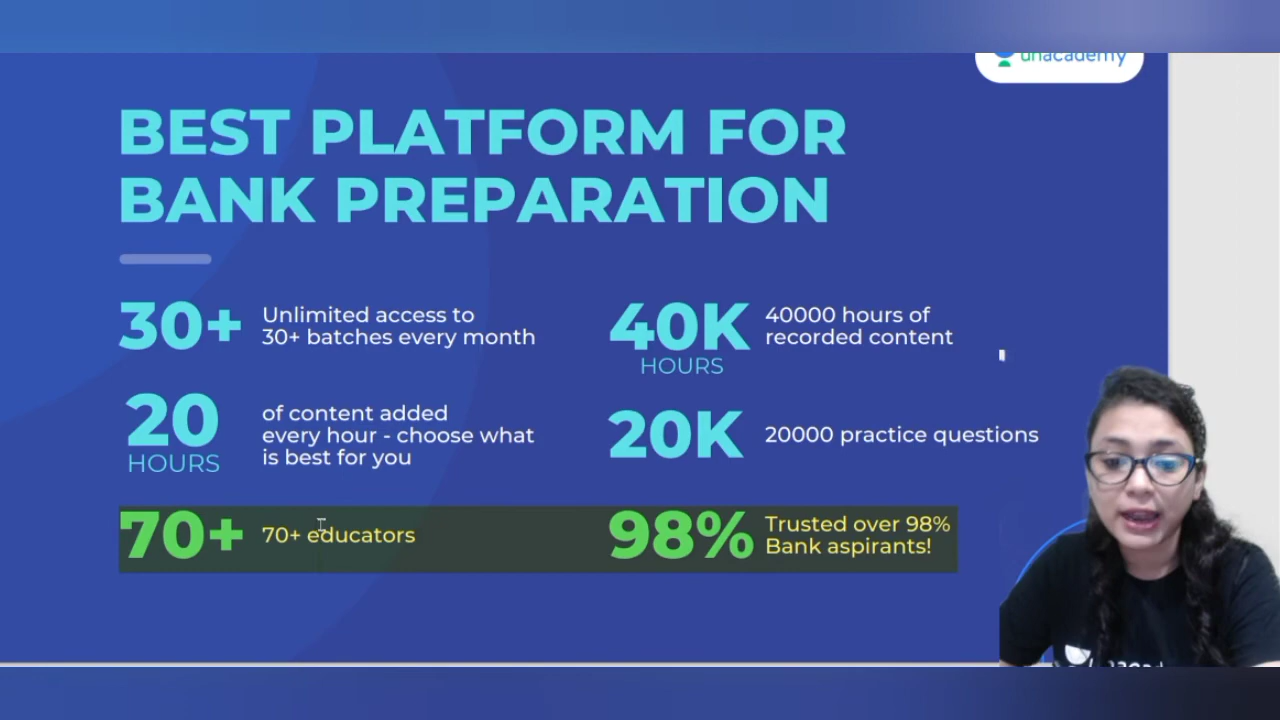 unacademy
BEST PLATFORM FOR
BANK PREPARATION
30+
Unlimited access to
30+ batches every month
40K
HOURS
40000 hours of
recorded content
20
HOURS
of content added
every hour - choose what
is best for you
20K
20000 practice questions
70+
70+ educators
98%
Trusted over 98%
Bank aspirants!